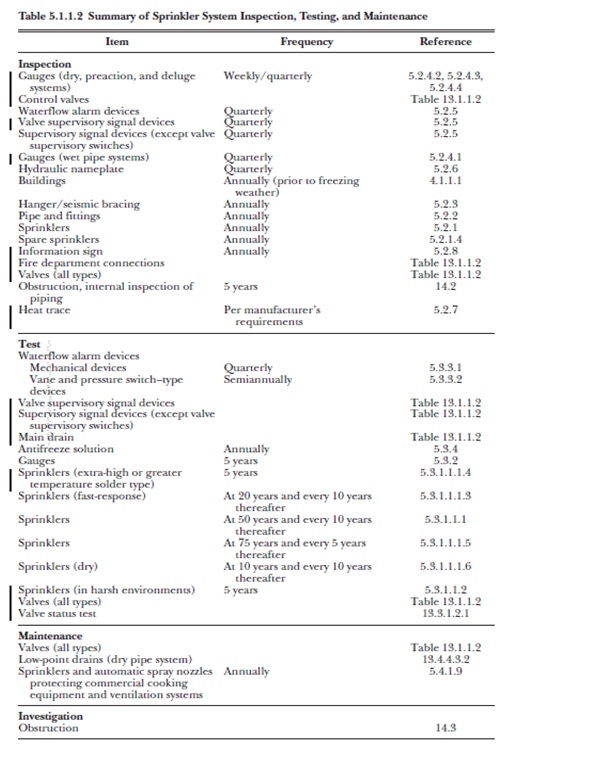 Table 5.1.1.2 Summary of Sprinkler System Inspection, Testing, and Maintenance
Item Frequency Reference
Inspection
Gauges (dry, preaction, and deluge Weekly/quarterly 5.2.4.2, 5.2.4.3,
systems) 5.2.4.4
Control valves Table 13.1.1.2
Waterflow alarm devices Quarterly 5.2.5
Valve supervisory signal devices Quarterly 5.2.5
Supervisory signal devices (except valve Quarterly 5.2.5
supervisory switches)
Gauges (wet pipe systems) Quarterly 5.2.4.1
Hydraulic nameplate Quarterly 5.2.6
Buildings Annually (prior to freezing 4.1.1.1
weather)
Hanger/seismic bracing Annually 5.2.3
Pipe and fittings Annually 5.2.2
Sprinklers Annually 5.2.1
Spare sprinklers Annually 5.2.1.4
Information sign Annually 5.2.8
Fire department connections Table 13.1.1.2
Valves (all types) Table 13.1.1.2
Obstruction, internal inspection of 5 years 14.2
piping
Heat trace Per manufacturer's 5.2.7
requirements
Test
Waterflow alarm devices
Mechanical devices Quarterly 5.3.3.1
Vane and pressure switch–type Semiannually 5.3.3.2
devices
Valve supervisory signal devices Table 13.1.1.2
Supervisory signal devices (except valve Table 13.1.1.2
supervisory switches)
Main drain Table 13.1.1.2
Antifreeze solution Annually 5.3.4
Gauges 5 years 5.3.2
Sprinklers (extra-high or greater 5 years 5.3.1.1.1.4
temperature solder type)
Sprinklers (fast-response) At 20 years and every 10 years 5.3.1.1.1.3
thereafter
Sprinklers At 50 years and every 10 years 5.3.1.1.1
thereafter
Sprinklers At 75 years and every 5 years 5.3.1.1.1.5
thereafter
Sprinklers (dry) At 10 years and every 10 years 5.3.1.1.1.6
thereafter
Sprinklers (in harsh environments) 5 years 5.3.1.1.2
Valves (all types) Table 13.1.1.2
Valve status test 13.3.1.2.1
Maintenance
Valves (all types) Table 13.1.1.2
Low-point drains (dry pipe system) 13.4.4.3.2
Sprinklers and automatic spray nozzles Annually 5.4.1.9
protecting commercial cooking
equipment and ventilation systems
Investigation
Obstruction 14.3